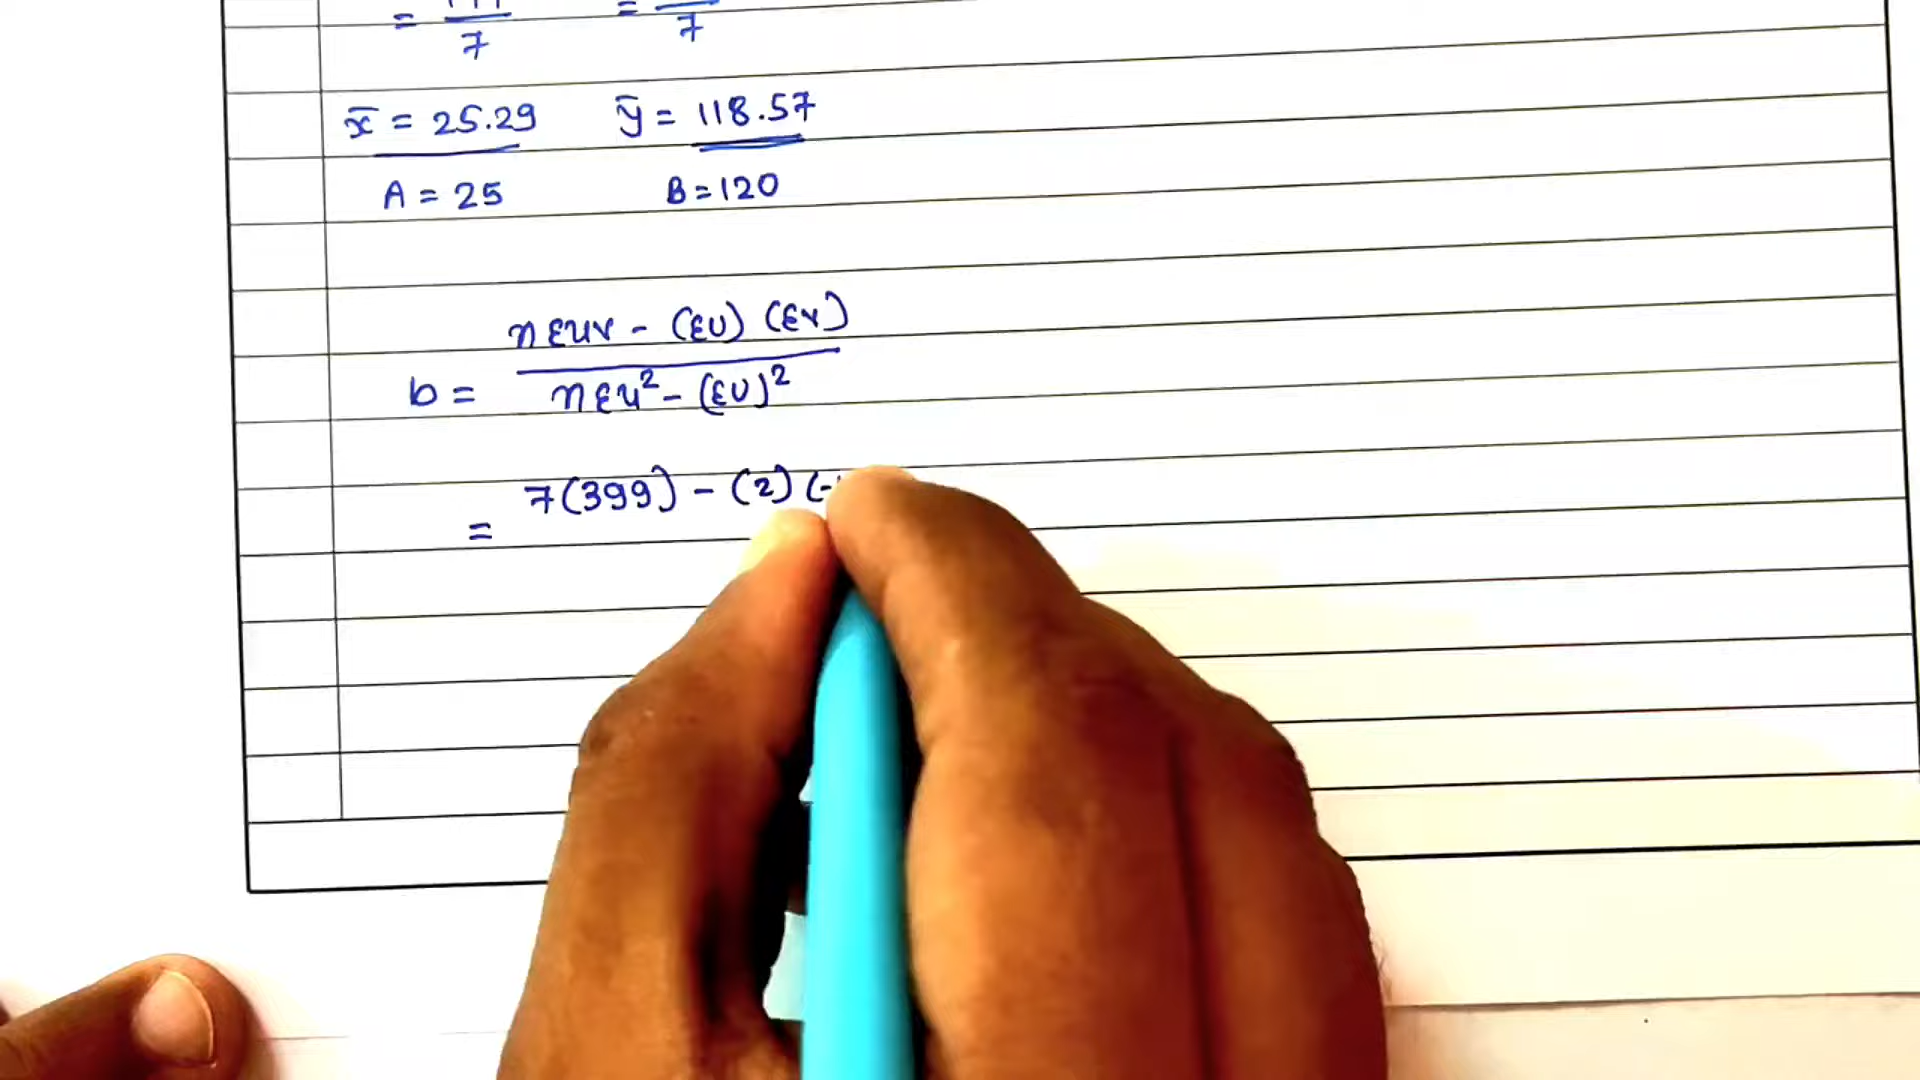 = 7 = 7
x̄ = 25.29 ȳ = 118.57
A = 25 B = 120
nΣuv - (Σu) (Σv)
b = nΣu² - (Σu)²
7(399) - (2) (-
=